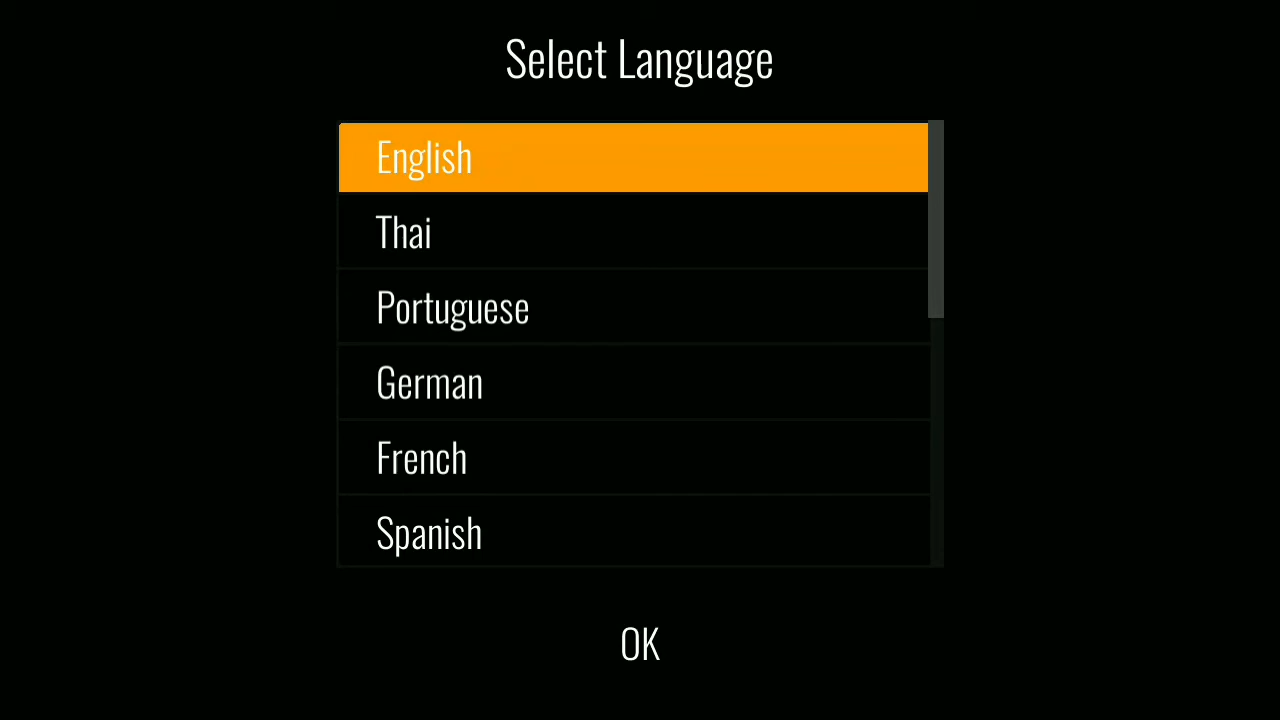 Select Language
English
Thai
Portuguese
German
French
Spanish
OK